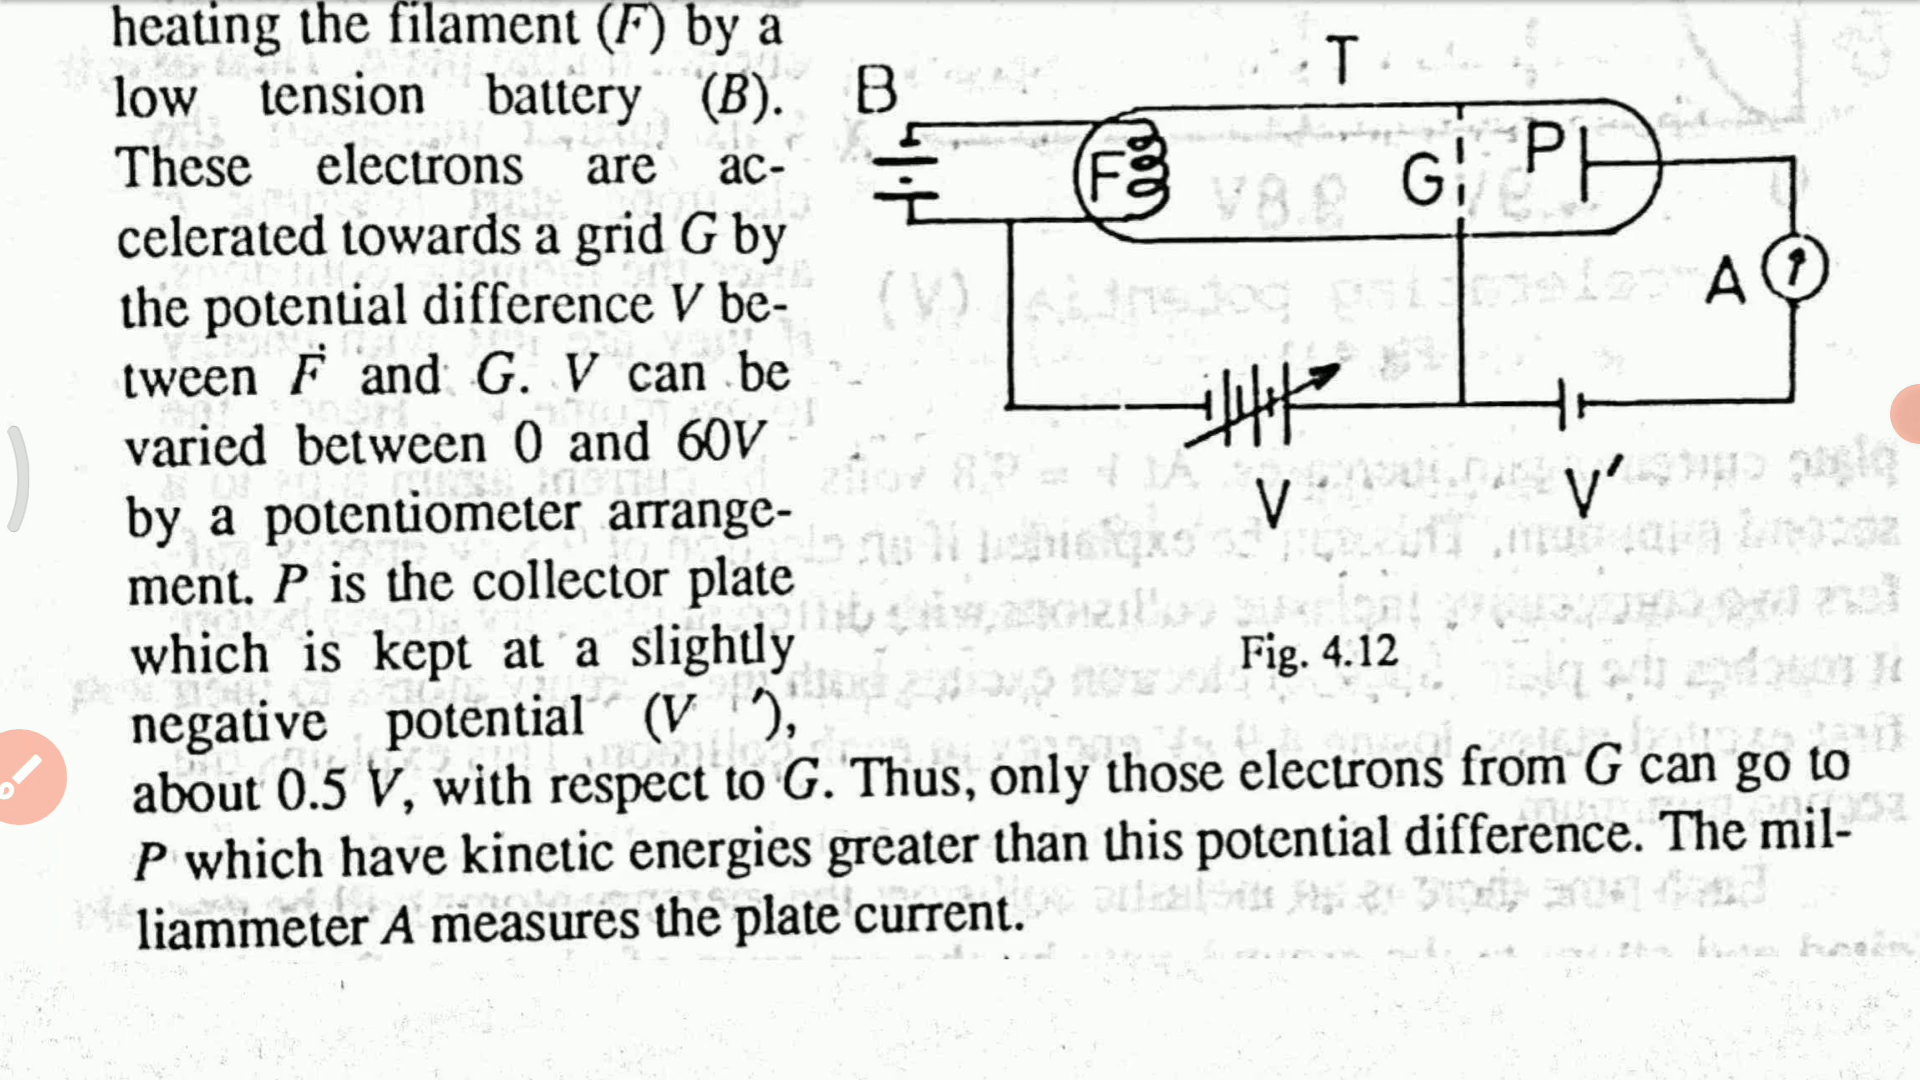 heating the filament (F) by a
low tension battery (B).
These electrons are ac-
celerated towards a grid G by
the potential difference V be-
tween F and G. V can be
varied between 0 and 60V
by a potentiometer arrange-
ment. P is the collector plate
which is kept at a slightly
negative potential (V ′),
about 0.5 V, with respect to G. Thus, only those electrons from G can go to
P which have kinetic energies greater than this potential difference. The mil-
liammeter A measures the plate current.
B
T
F
G
P
A
V
V′
Fig. 4.12